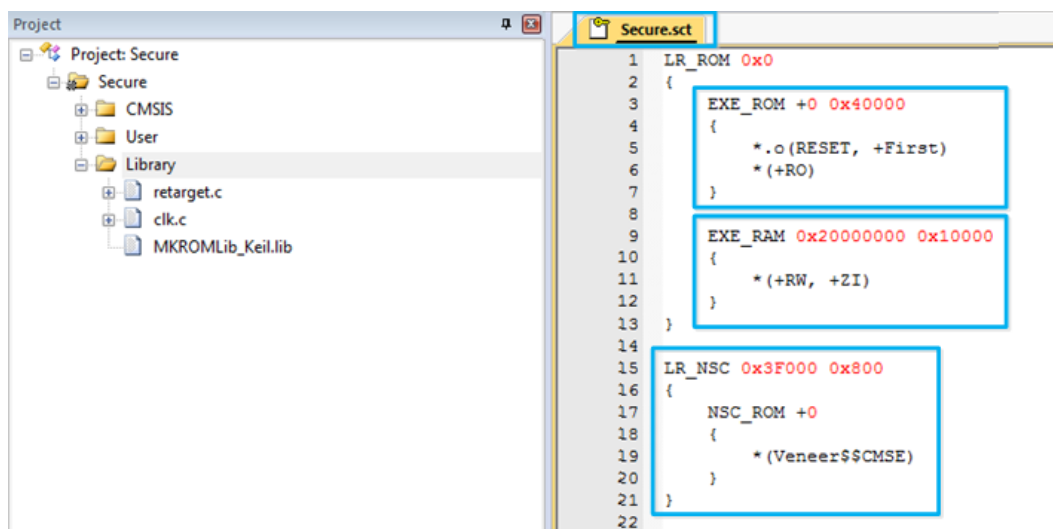 Project
Project: Secure
Secure
CMSIS
User
Library
retarget.c
clk.c
MKROMLib_Keil.lib
Secure.sct
1 LR_ROM 0x0
2 {
3 EXE_ROM +0 0x40000
4 {
5 *.o(RESET, +First)
6 *(+RO)
7 }
8
9 EXE_RAM 0x20000000 0x10000
10 {
11 *(+RW, +ZI)
12 }
13 }
14
15 LR_NSC 0x3F000 0x800
16 {
17 NSC_ROM +0
18 {
19 *(Veneer$$CMSE)
20 }
21 }
22